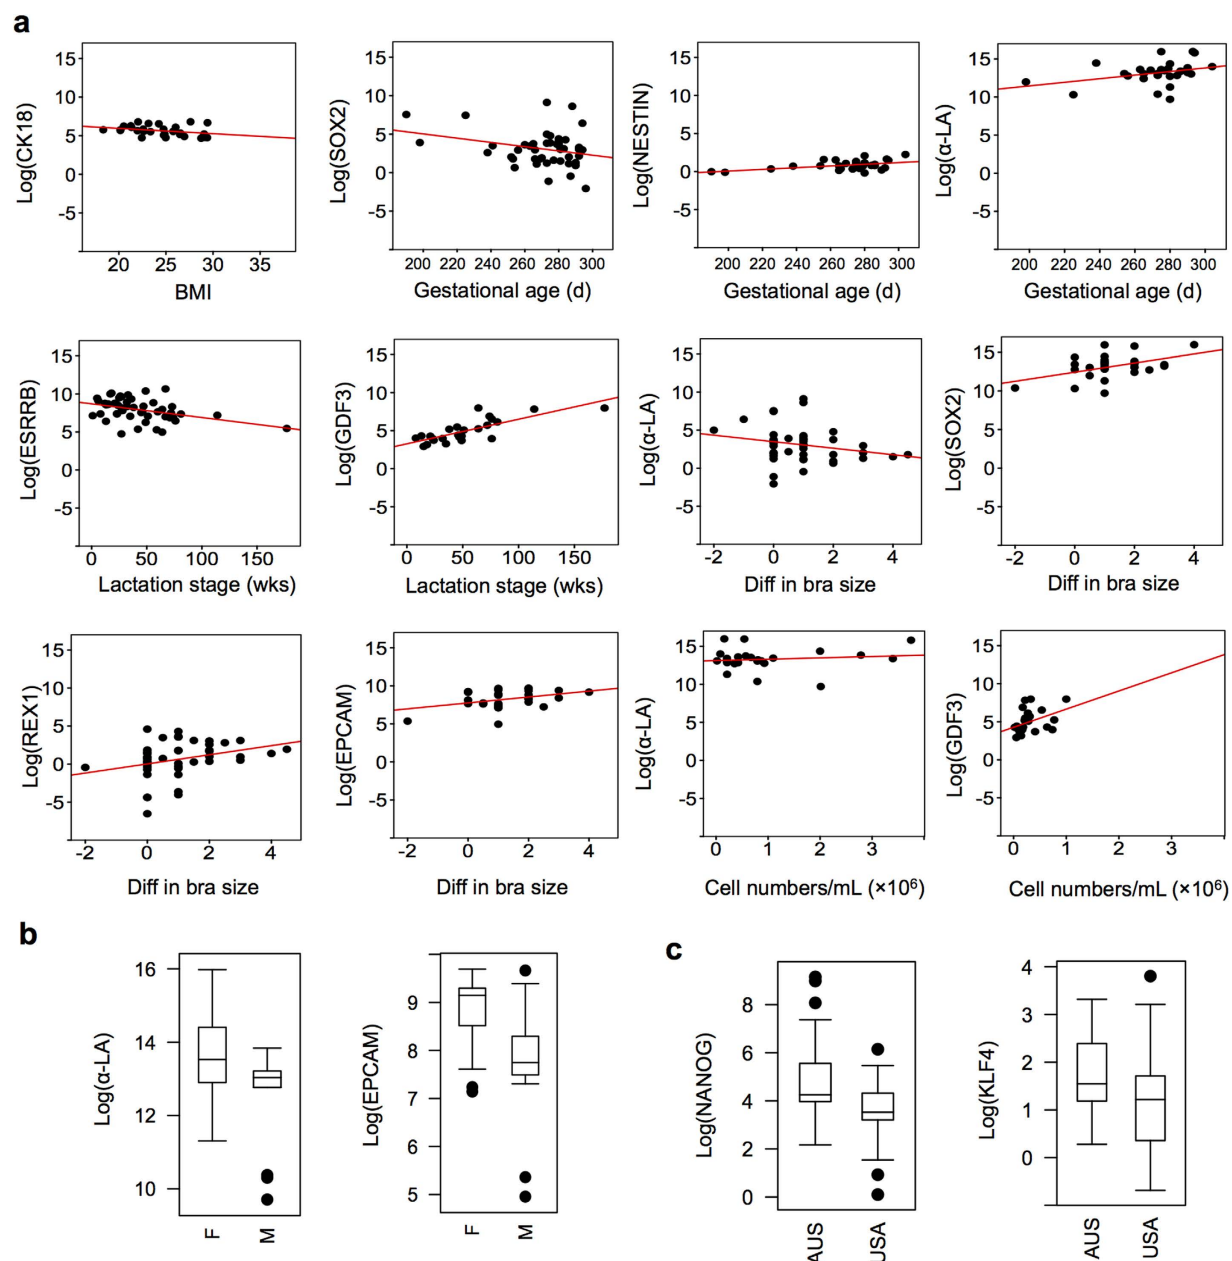 a
15
10
5
0
-5
Log(CK18)
20 25 30 35
BMI
15
10
5
0
-5
Log(SOX2)
200 220 240 260 280 300
Gestational age (d)
15
10
5
0
-5
Log(NESTIN)
200 220 240 260 280 300
Gestational age (d)
15
10
5
0
-5
Log(α-LA)
200 220 240 260 280 300
Gestational age (d)
15
10
5
0
-5
Log(ESRRB)
0 50 100 150
Lactation stage (wks)
15
10
5
0
-5
Log(GDF3)
0 50 100 150
Lactation stage (wks)
15
10
5
0
-5
Log(α-LA)
-2 0 2 4
Diff in bra size
15
10
5
0
-5
Log(SOX2)
-2 0 2 4
Diff in bra size
15
10
5
0
-5
Log(REX1)
-2 0 2 4
Diff in bra size
15
10
5
0
-5
Log(EPCAM)
-2 0 2 4
Diff in bra size
15
10
5
0
-5
Log(α-LA)
0 1 2 3
Cell numbers/mL (×10⁶)
15
10
5
0
-5
Log(GDF3)
0 1 2 3
Cell numbers/mL (×10⁶)
b
16
14
12
10
Log(α-LA)
F M
9
8
7
6
5
Log(EPCAM)
F M
c
8
6
4
2
0
Log(NANOG)
AUS USA
4
3
2
1
0
Log(KLF4)
AUS USA